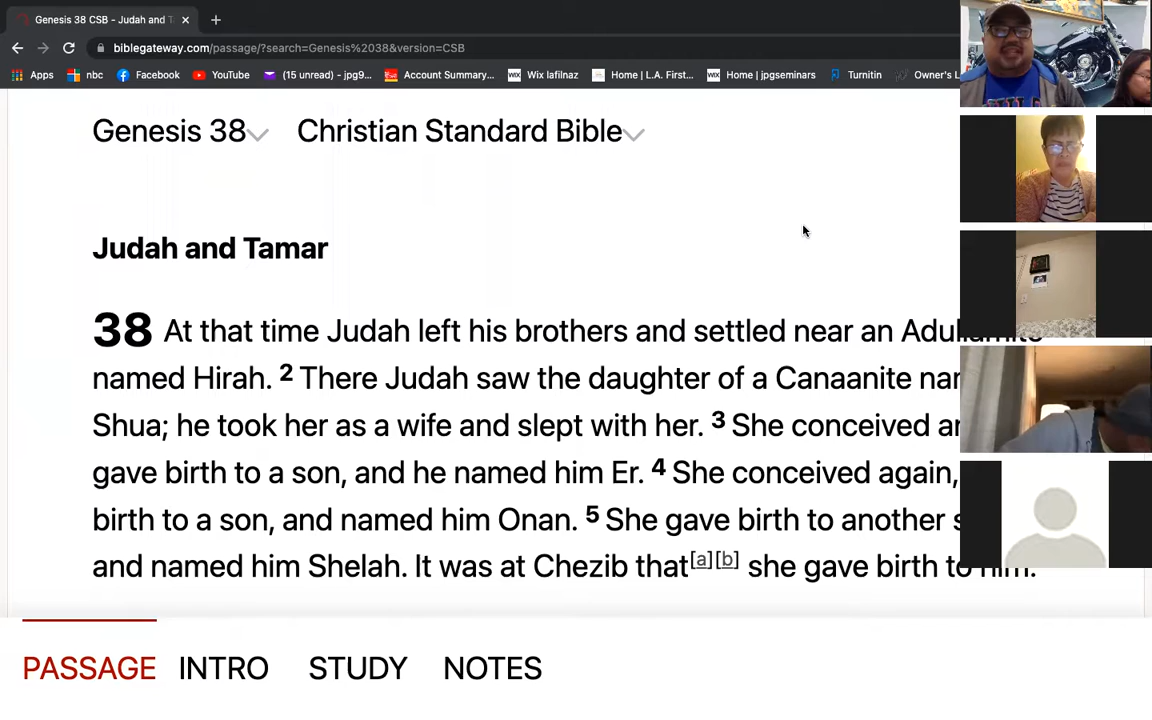 Genesis 38 CSB - Judah and T
biblegateway.com/passage/?search=Genesis%2038&version=CSB
Apps nbc Facebook YouTube (15 unread) - jpg9... Account Summary... Wix lafilnaz Home | L.A. First... Home | jpgseminars Turnitin Owner's L
Genesis 38 Christian Standard Bible
Judah and Tamar
38 At that time Judah left his brothers and settled near an Adullamite
named Hirah. 2 There Judah saw the daughter of a Canaanite nam
Shua; he took her as a wife and slept with her. 3 She conceived an
gave birth to a son, and he named him Er. 4 She conceived again,
birth to a son, and named him Onan. 5 She gave birth to another s
and named him Shelah. It was at Chezib that[a][b] she gave birth to him.
PASSAGE INTRO STUDY NOTES